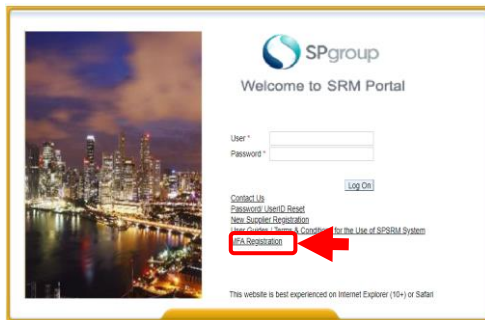 SPgroup
Welcome to SRM Portal
User *
Password *
Log On
Contact Us
Password/ UserID Reset
New Supplier Registration
User Guides / Terms & Conditions for the Use of SPSRM System
MFA Registration
This website is best experienced on Internet Explorer (10+) or Safari